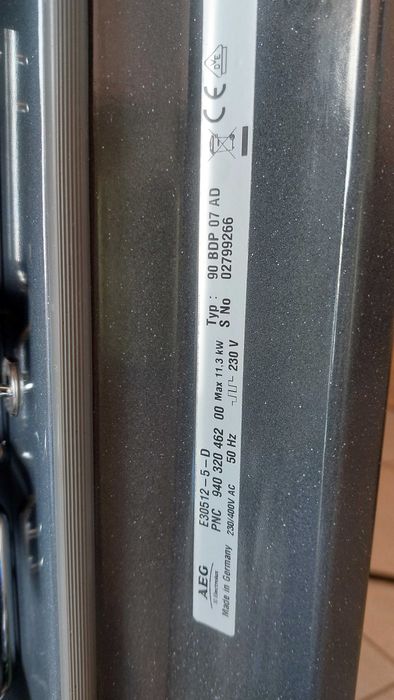 AEG
Electrolux
Made in Germany
E30512-5-D
PNC 940 320 462 00 Max 11.3 kW
230/400V AC 50 Hz 230 V
Typ : 90 BDP 07 AD
S No 02799266
CE
DVE